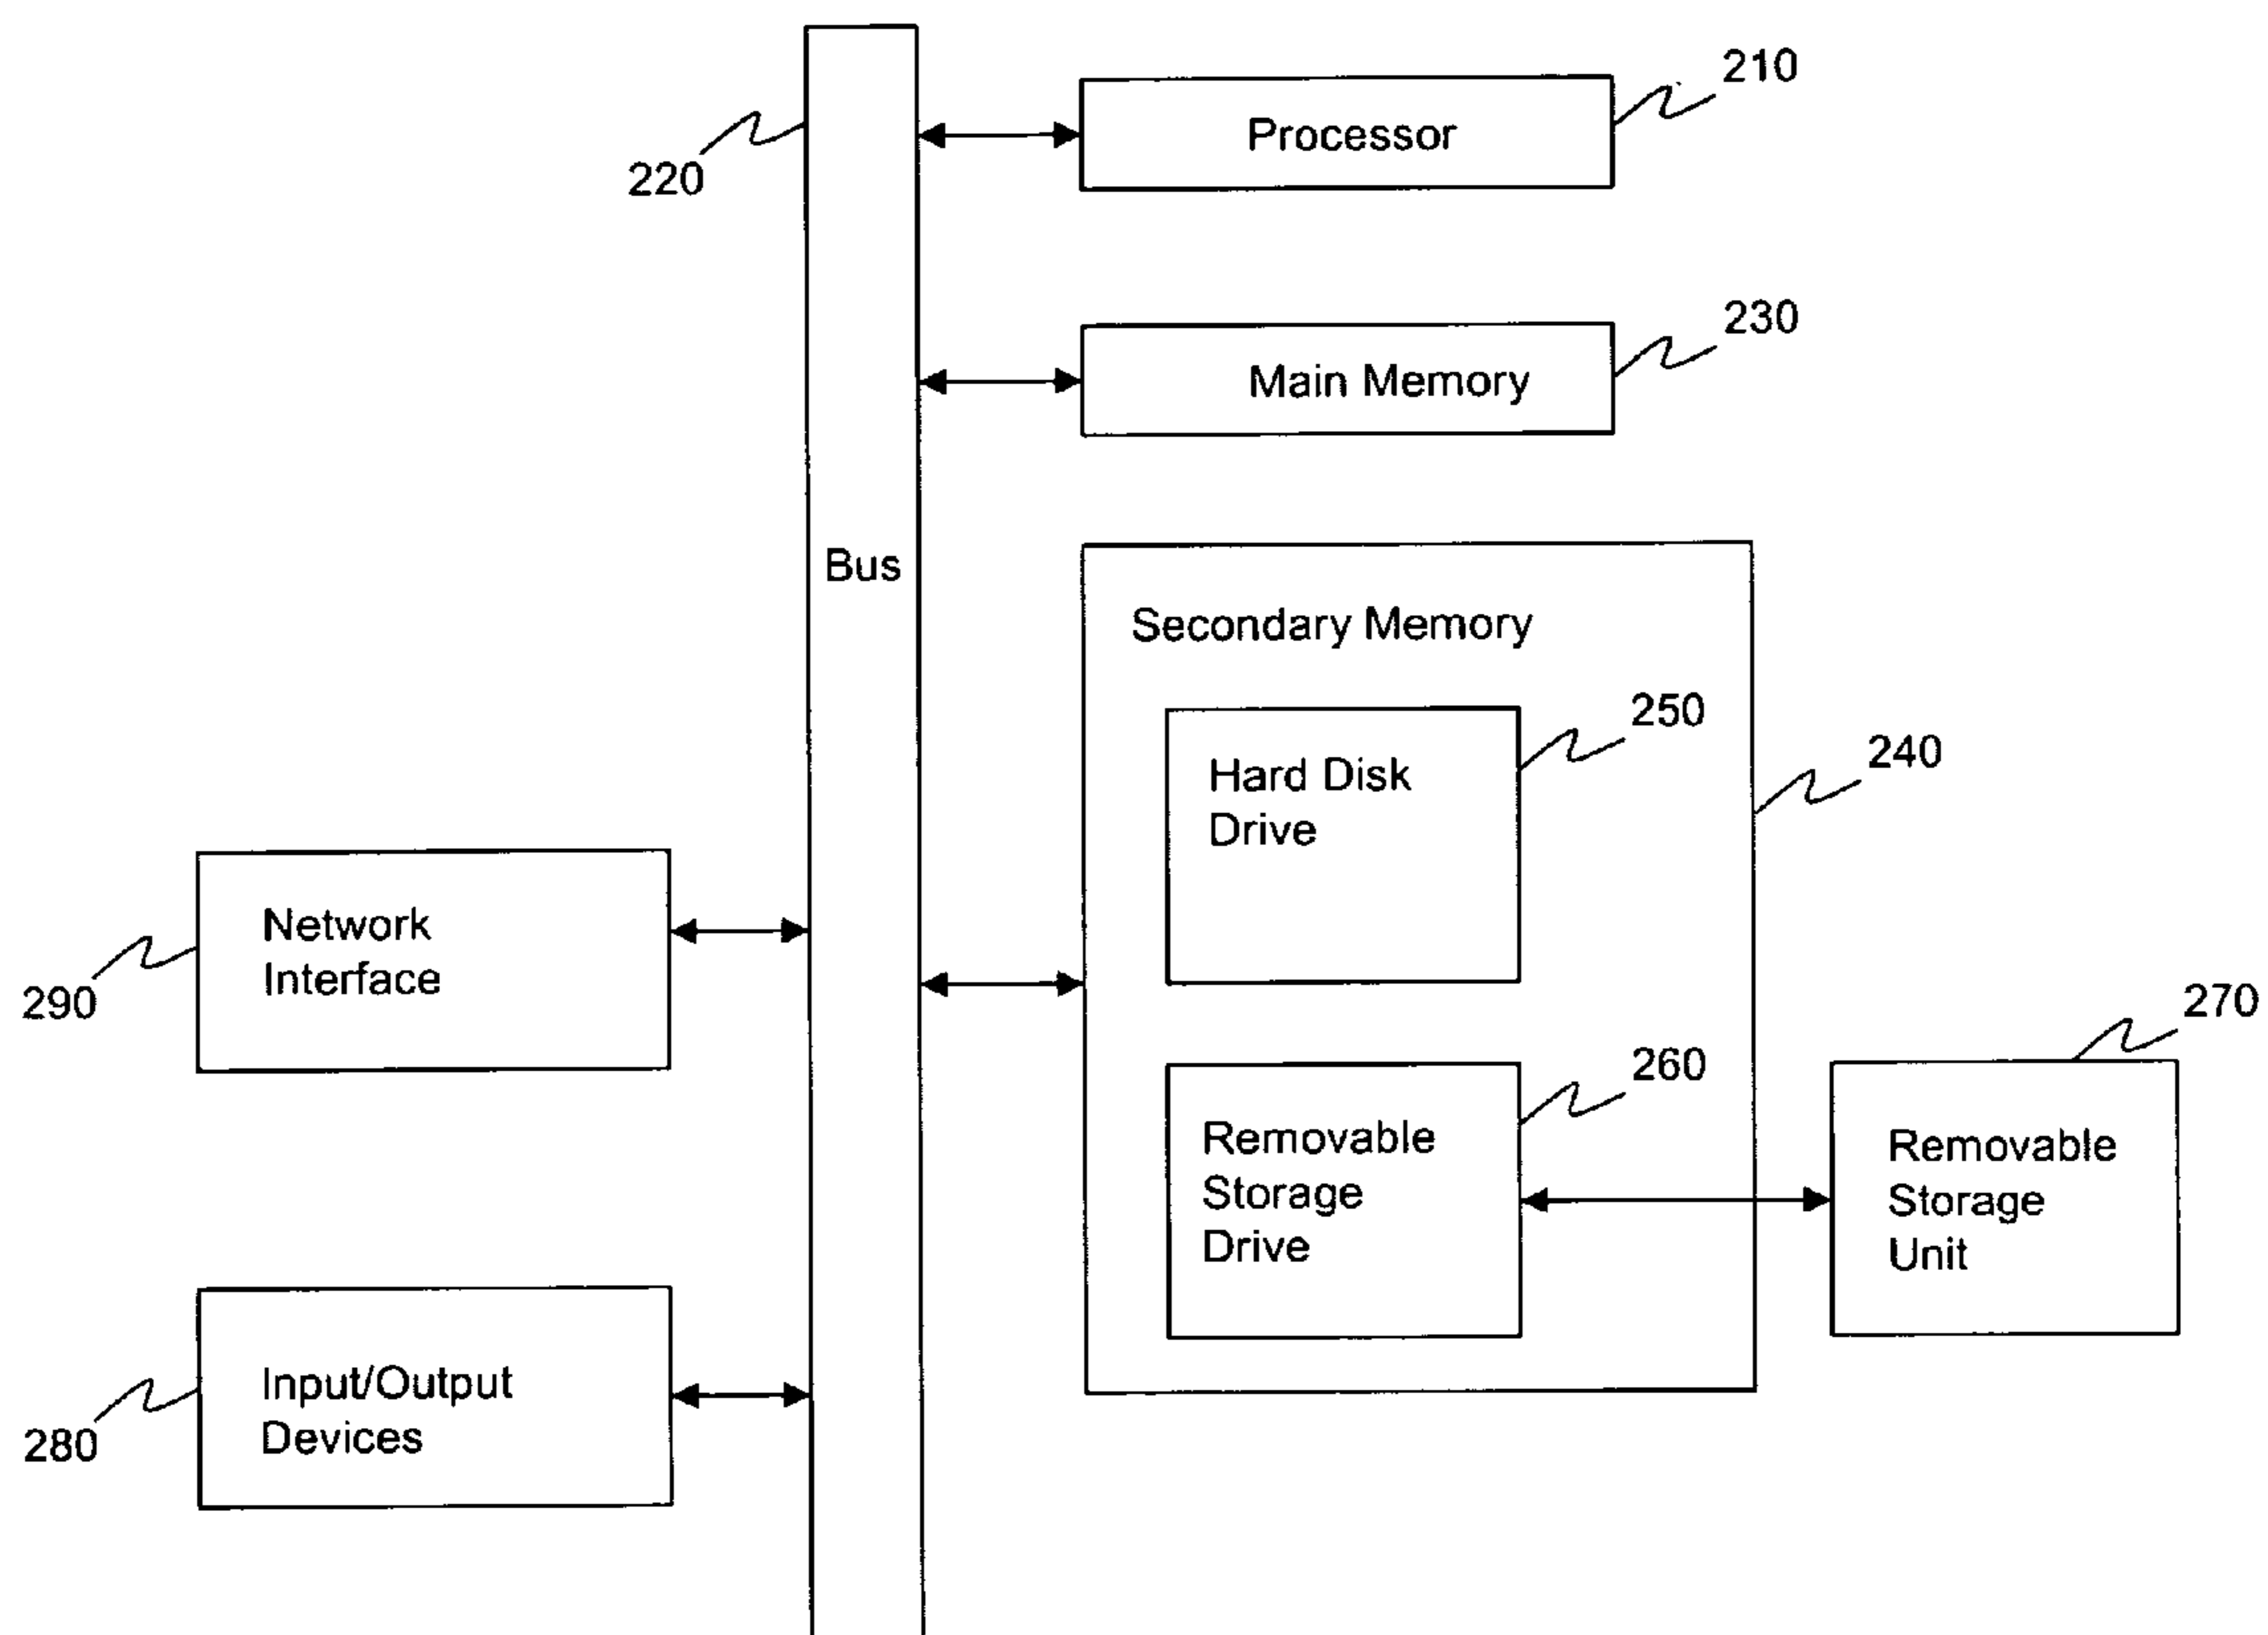 210
Processor
220
230
Main Memory
Bus
Secondary Memory
250
Hard Disk
Drive
240
Network
Interface
290
270
260
Removable
Storage
Drive
Removable
Storage
Unit
Input/Output
Devices
280